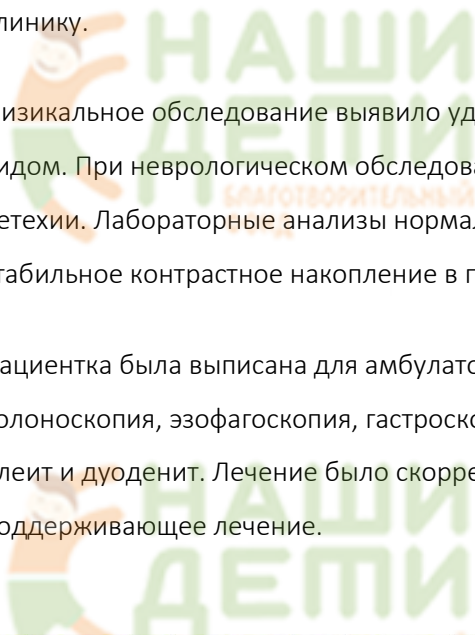 линику.
НАШИ
изикальное обследование выявило уд
ДЕТИ
идом. При неврологическом обследова
БЛАГОТВОРИТЕЛЬНЫЙ
етехии. Лабораторные анализы нормал
ФОНД
табильное контрастное накопление в п
ациентка была выписана для амбулато
олоноскопия, эзофагоскопия, гастроско
леит и дуоденит. Лечение было скорре
НАШИ
оддерживающее лечение.
ДЕТИ